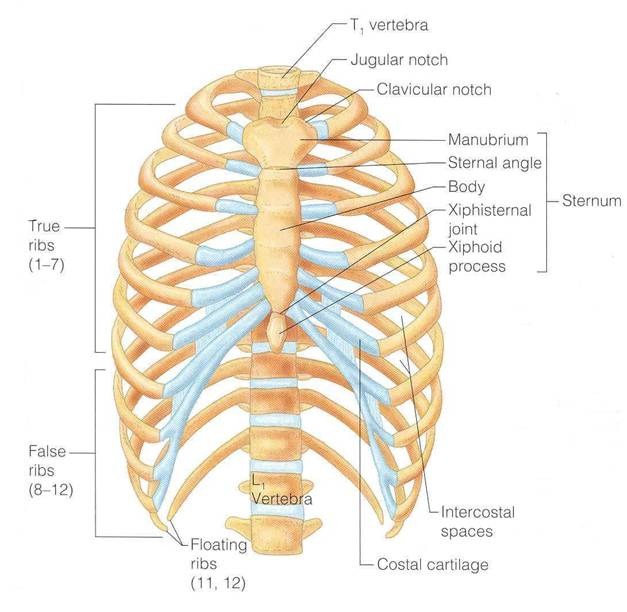 T1 vertebra
Jugular notch
Clavicular notch
Manubrium
Sternal angle
Body
Xiphisternal
joint
Xiphoid
process
Sternum
True
ribs
(1–7)
False
ribs
(8–12)
L1
Vertebra
Floating
ribs
(11, 12)
Intercostal
spaces
Costal cartilage